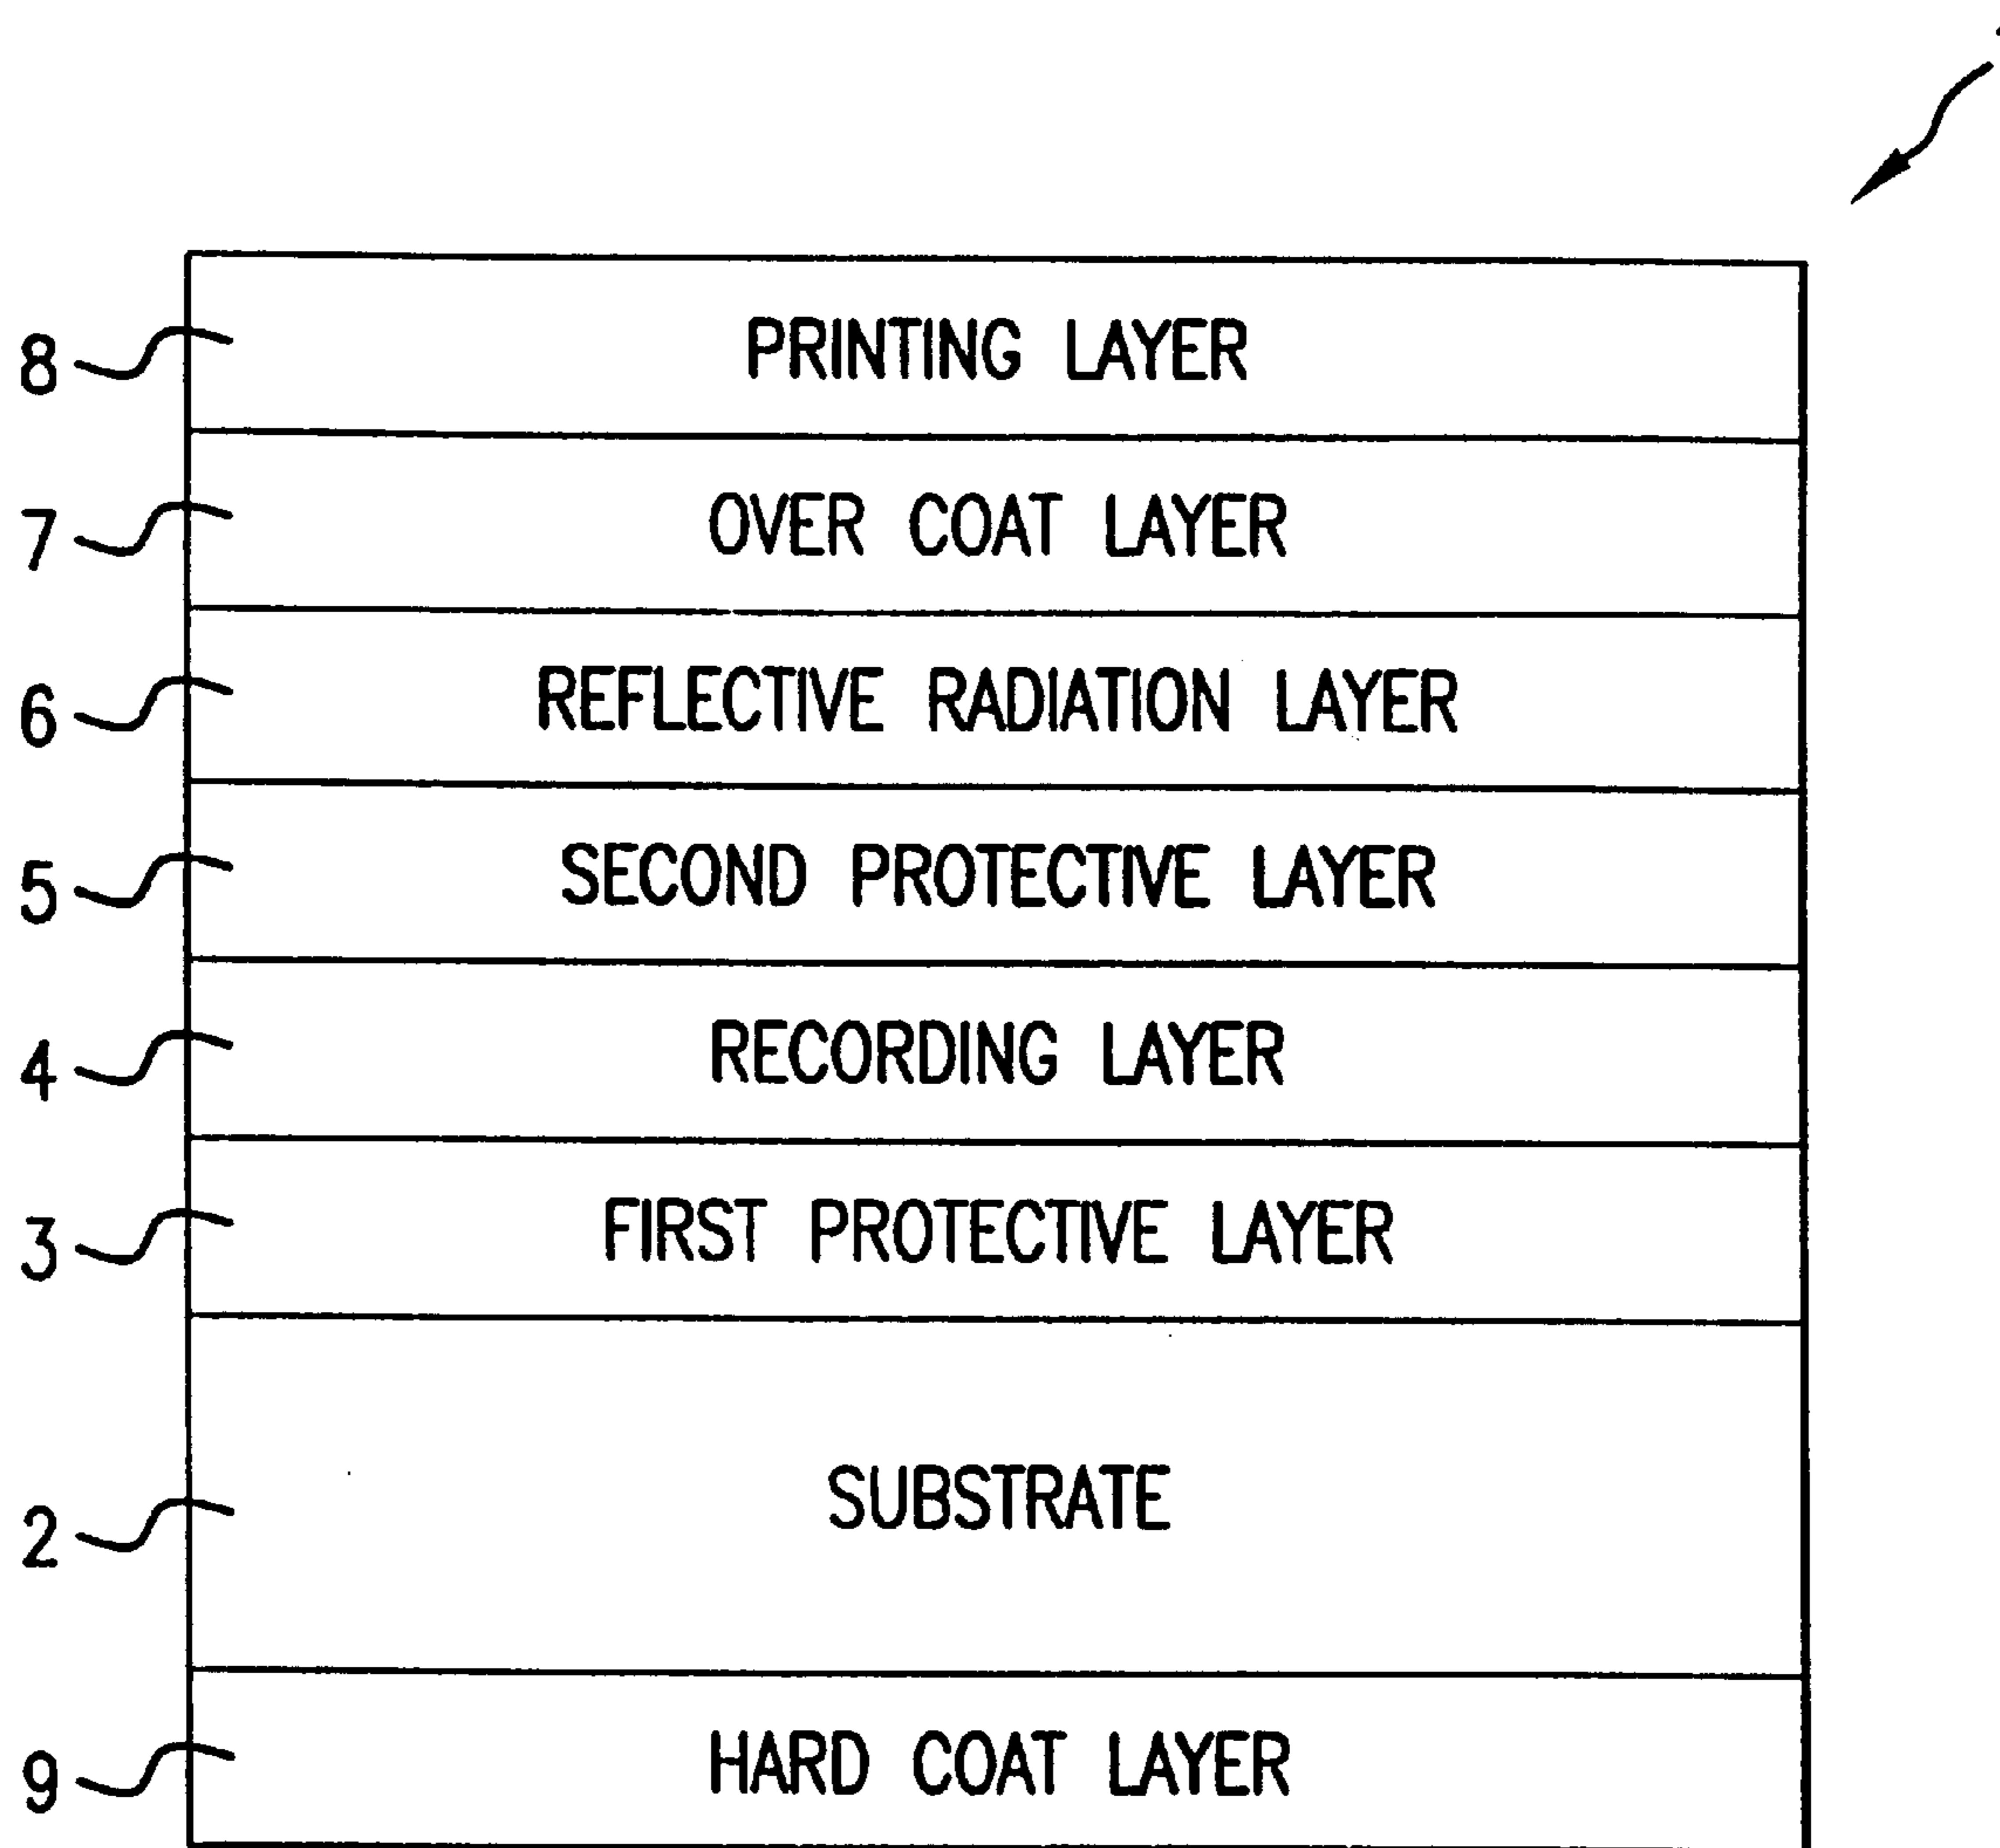 8 PRINTING LAYER
7 OVER COAT LAYER
6 REFLECTIVE RADIATION LAYER
5 SECOND PROTECTIVE LAYER
4 RECORDING LAYER
3 FIRST PROTECTIVE LAYER
2 SUBSTRATE
9 HARD COAT LAYER